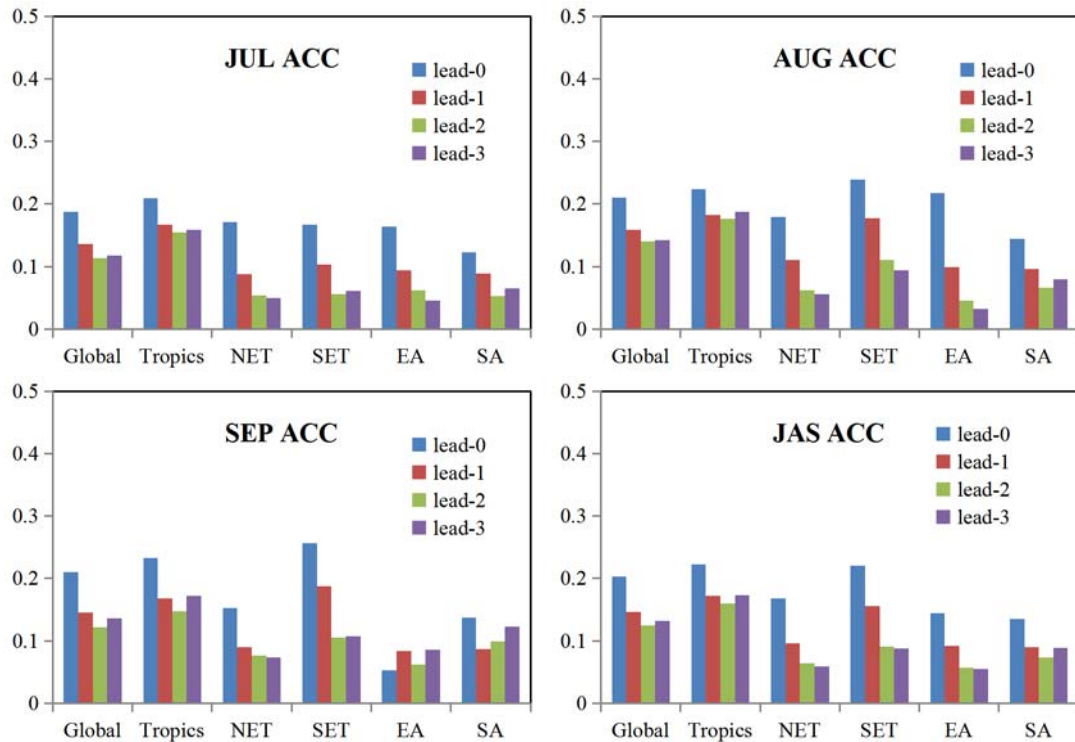 JUL ACC
0.5
0.4
0.3
0.2
0.1
0
lead-0
lead-1
lead-2
lead-3
Global Tropics NET SET EA SA
AUG ACC
0.5
0.4
0.3
0.2
0.1
0
lead-0
lead-1
lead-2
lead-3
Global Tropics NET SET EA SA
SEP ACC
0.5
0.4
0.3
0.2
0.1
0
lead-0
lead-1
lead-2
lead-3
Global Tropics NET SET EA SA
JAS ACC
0.5
0.4
0.3
0.2
0.1
0
lead-0
lead-1
lead-2
lead-3
Global Tropics NET SET EA SA